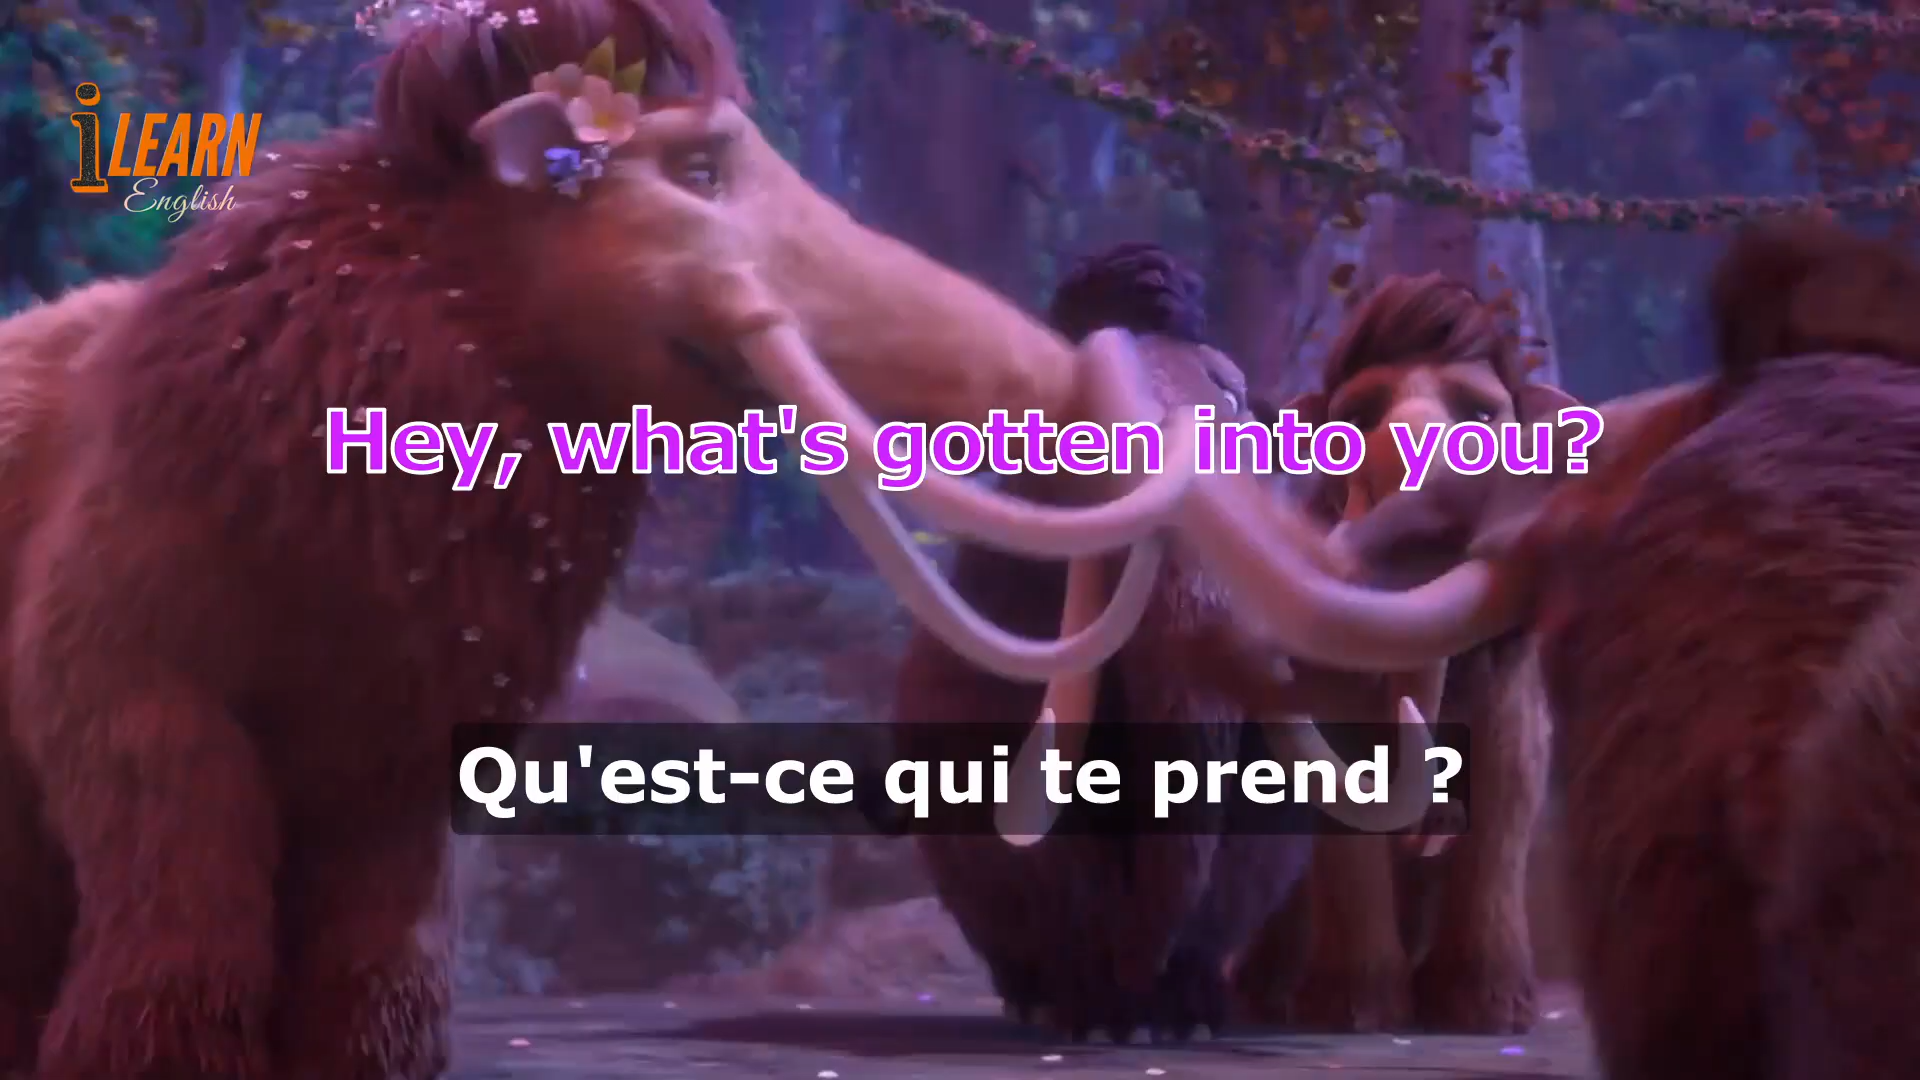 iLEARN
English
Hey, what's gotten into you?
Qu'est-ce qui te prend ?